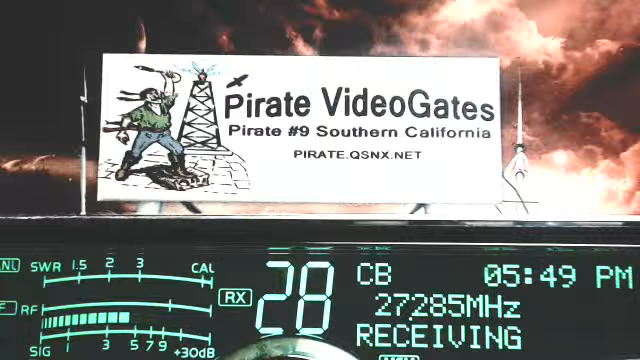 Pirate VideoGates
Pirate #9 Southern California
PIRATE.QSNX.NET
ANL SWR 1.5 2 3 CAL
RF
RX
28
CB 05:49 PM
27285MHz
RECEIVING
SIG 1 3 5 7 9 +30dB